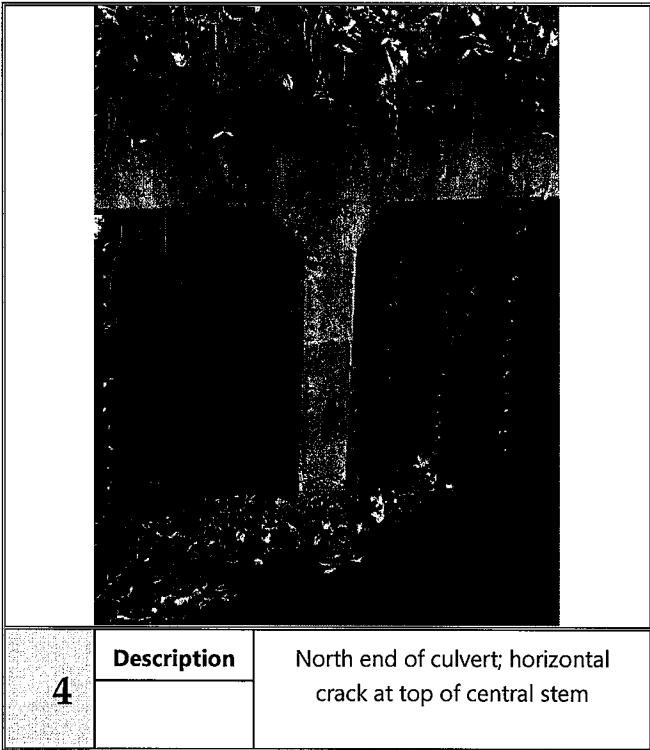 4
Description
North end of culvert; horizontal
crack at top of central stem